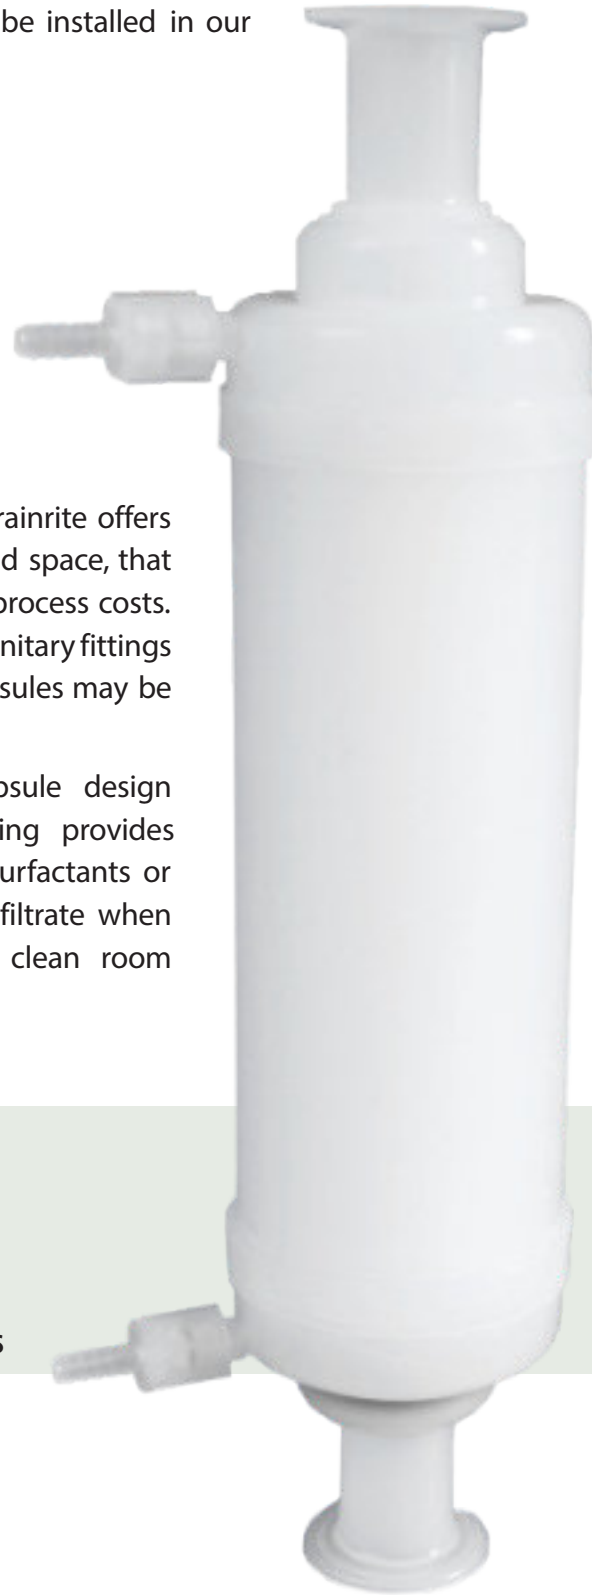 be installed in our
rainrite offers
d space, that
process costs.
nitary fittings
sules may be
psule design
ing provides
urfactants or
filtrate when
clean room
s